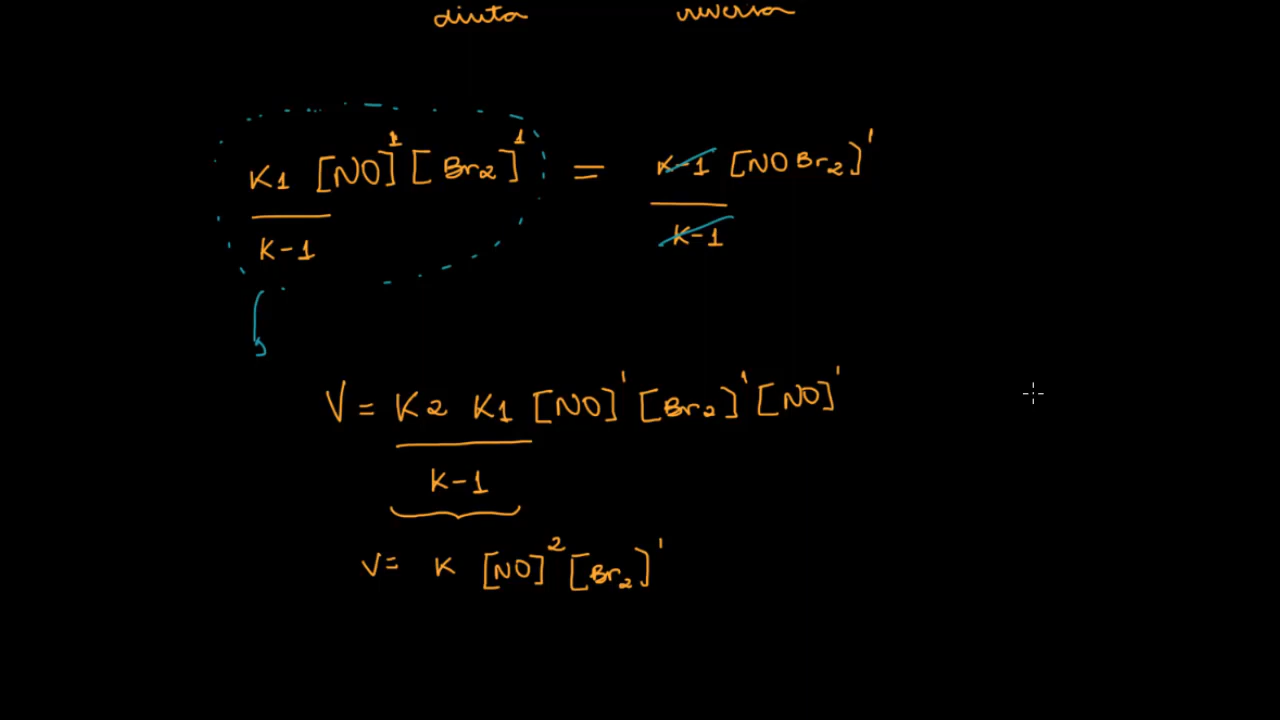 direta reversa
K1 [NO]¹ [Br₂]¹ = K-1 [NOBr₂]¹
K-1 K-1
V = K2 K1 [NO]¹ [Br₂]¹ [NO]¹
K-1
V = K [NO]² [Br₂]¹